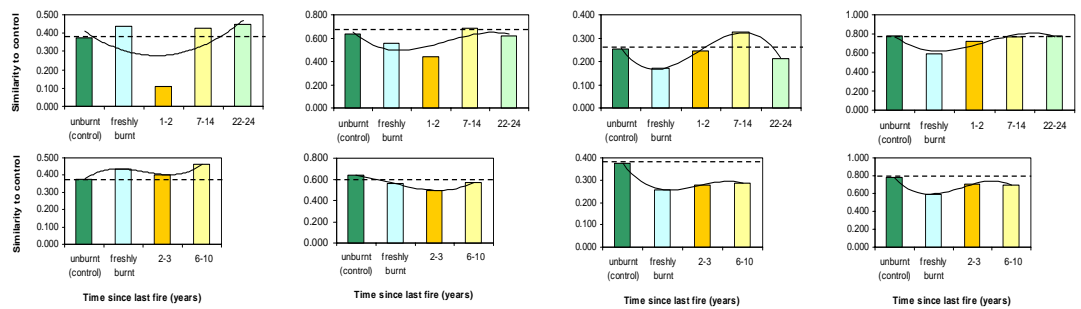 Similarity to control
0.500
0.400
0.300
0.200
0.100
0.000
unburnt
(control)
freshly
burnt
1-2
7-14
22-24
0.800
0.600
0.400
0.200
0.000
unburnt
(control)
freshly
burnt
1-2
7-14
22-24
0.400
0.300
0.200
0.100
0.000
unburnt
(control)
freshly
burnt
1-2
7-14
22-24
1.000
0.800
0.600
0.400
0.200
0.000
unburnt
(control)
freshly
burnt
1-2
7-14
22-24
Similarity to control
0.500
0.400
0.300
0.200
0.100
0.000
unburnt
(control)
freshly
burnt
2-3
6-10
Time since last fire (years)
0.800
0.600
0.400
0.200
0.000
unburnt
(control)
freshly
burnt
2-3
6-10
Time since last fire (years)
0.400
0.300
0.200
0.100
0.000
unburnt
(control)
freshly
burnt
2-3
6-10
Time since last fire (years)
1.000
0.800
0.600
0.400
0.200
0.000
unburnt
(control)
freshly
burnt
2-3
6-10
Time since last fire (years)